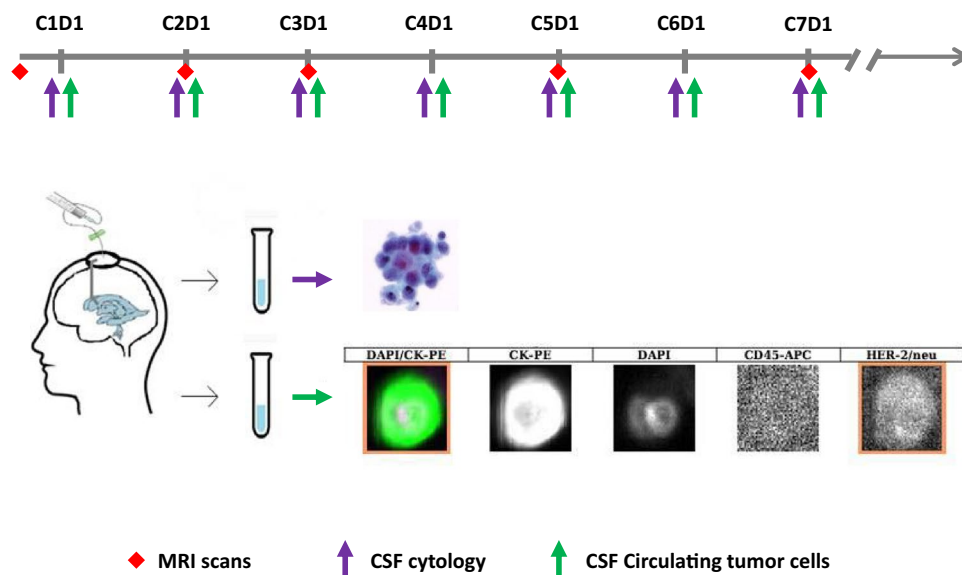 C1D1 C2D1 C3D1 C4D1 C5D1 C6D1 C7D1
DAPI/CK-PE CK-PE DAPI CD45-APC HER-2/neu
MRI scans CSF cytology CSF Circulating tumor cells